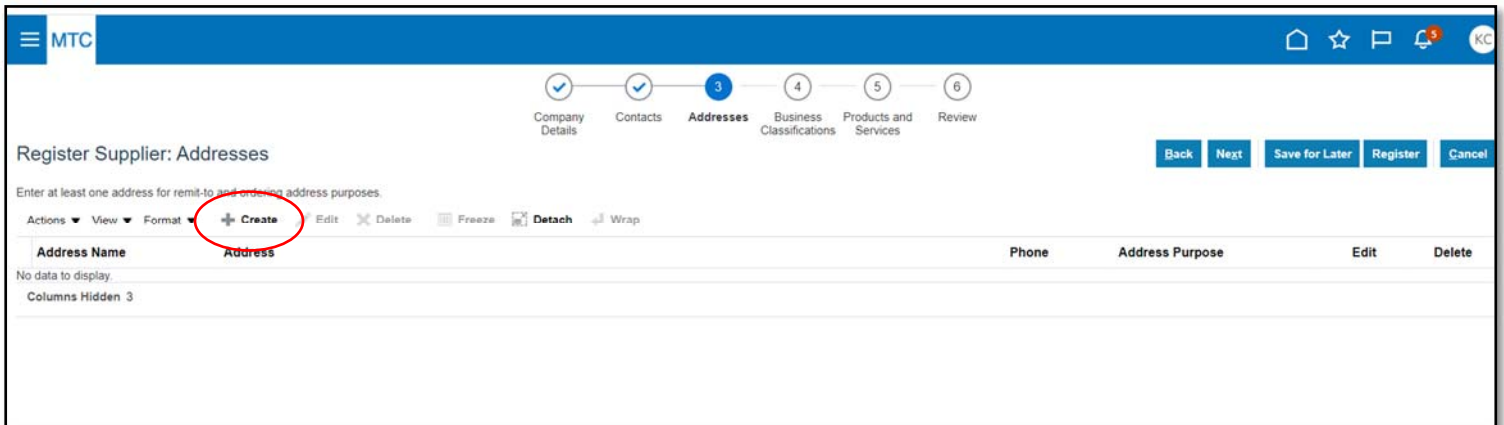 MTC
5
KC
3 4 5 6
Company Details Contacts Addresses Business Classifications Products and Services Review
Register Supplier: Addresses
Back Next Save for Later Register Cancel
Enter at least one address for remit-to and ordering address purposes.
Actions View Format Create Edit Delete Freeze Detach Wrap
Address Name Address Phone Address Purpose Edit Delete
No data to display.
Columns Hidden 3